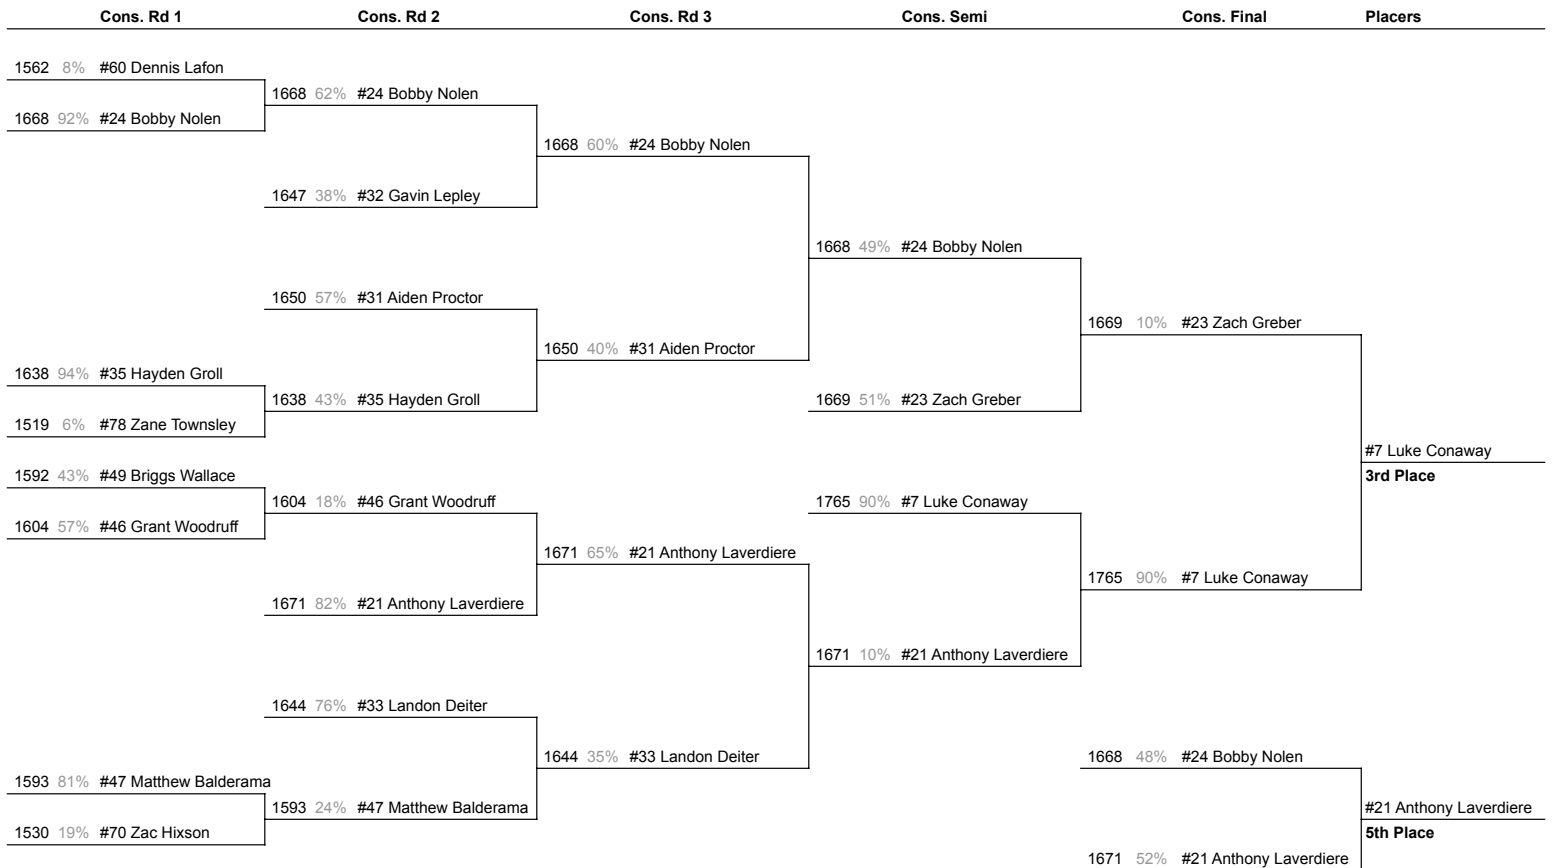 Cons. Rd 1 Cons. Rd 2 Cons. Rd 3 Cons. Semi Cons. Final Placers
1562 8% #60 Dennis Lafon
1668 62% #24 Bobby Nolen
1668 92% #24 Bobby Nolen
1668 60% #24 Bobby Nolen
1647 38% #32 Gavin Lepley
1668 49% #24 Bobby Nolen
1650 57% #31 Aiden Proctor
1669 10% #23 Zach Greber
1650 40% #31 Aiden Proctor
1638 94% #35 Hayden Groll
1638 43% #35 Hayden Groll
1669 51% #23 Zach Greber
1519 6% #78 Zane Townsley
#7 Luke Conaway
1592 43% #49 Briggs Wallace
3rd Place
1604 18% #46 Grant Woodruff
1765 90% #7 Luke Conaway
1604 57% #46 Grant Woodruff
1671 65% #21 Anthony Laverdiere
1765 90% #7 Luke Conaway
1671 82% #21 Anthony Laverdiere
1671 10% #21 Anthony Laverdiere
1644 76% #33 Landon Deiter
1644 35% #33 Landon Deiter
1668 48% #24 Bobby Nolen
1593 81% #47 Matthew Balderama
1593 24% #47 Matthew Balderama
#21 Anthony Laverdiere
1530 19% #70 Zac Hixson
5th Place
1671 52% #21 Anthony Laverdiere